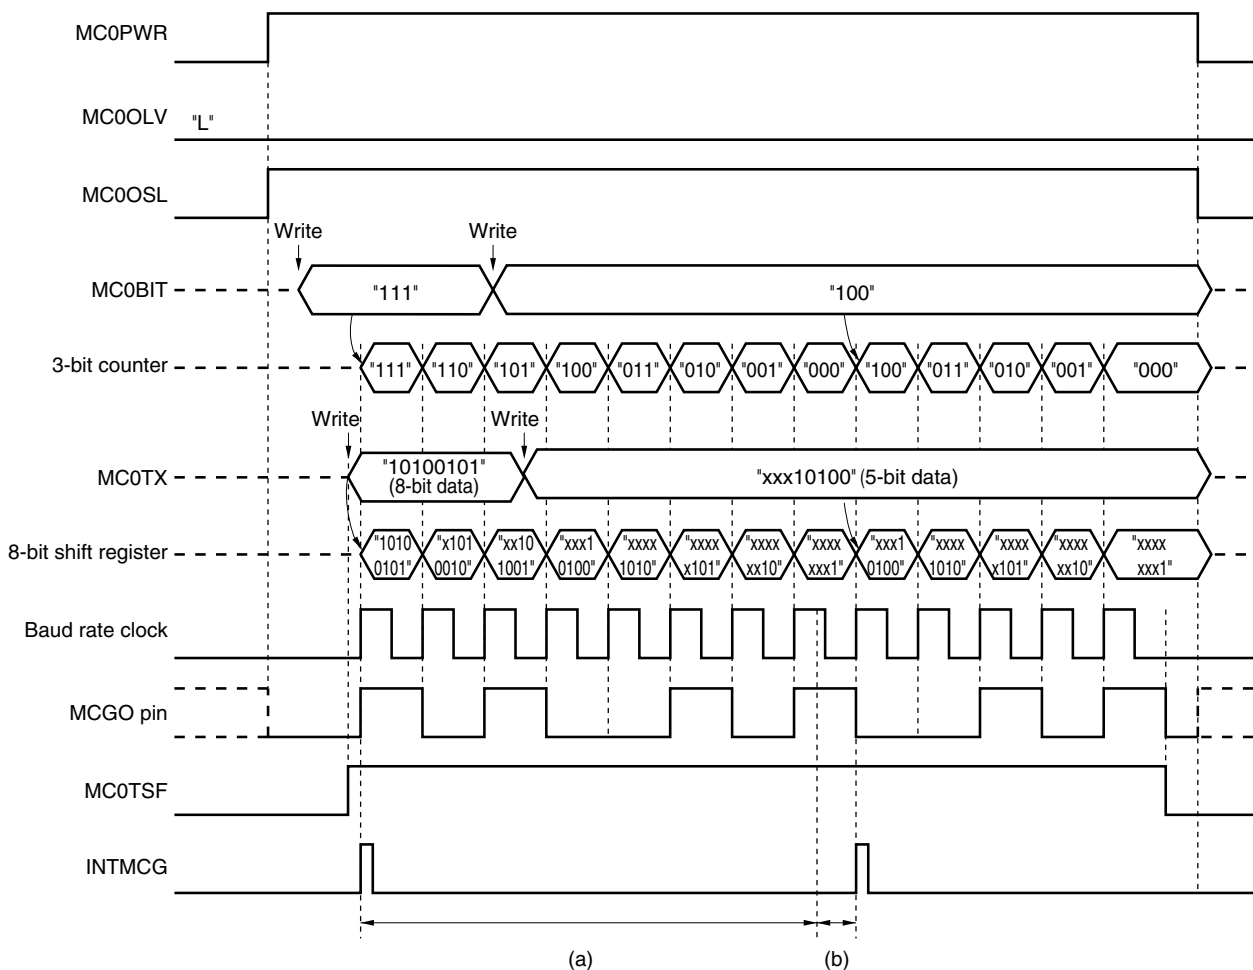 MC0PWR
MC0OLV "L"
MC0OSL
Write Write
MC0BIT "111" "100"
3-bit counter "111" "110" "101" "100" "011" "010" "001" "000" "100" "011" "010" "001" "000"
Write Write
MC0TX "10100101" "xxx10100" (5-bit data)
(8-bit data)
8-bit shift register "1010 "x101 "xx10 "xxx1 "xxxx "xxxx "xxxx "xxxx "xxx1 "xxxx "xxxx "xxxx "xxxx
0101" 0010" 1001" 0100" 1010" x101" xx10" xxx1" 0100" 1010" x101" xx10" xxx1"
Baud rate clock
MCGO pin
MC0TSF
INTMCG
(a) (b)